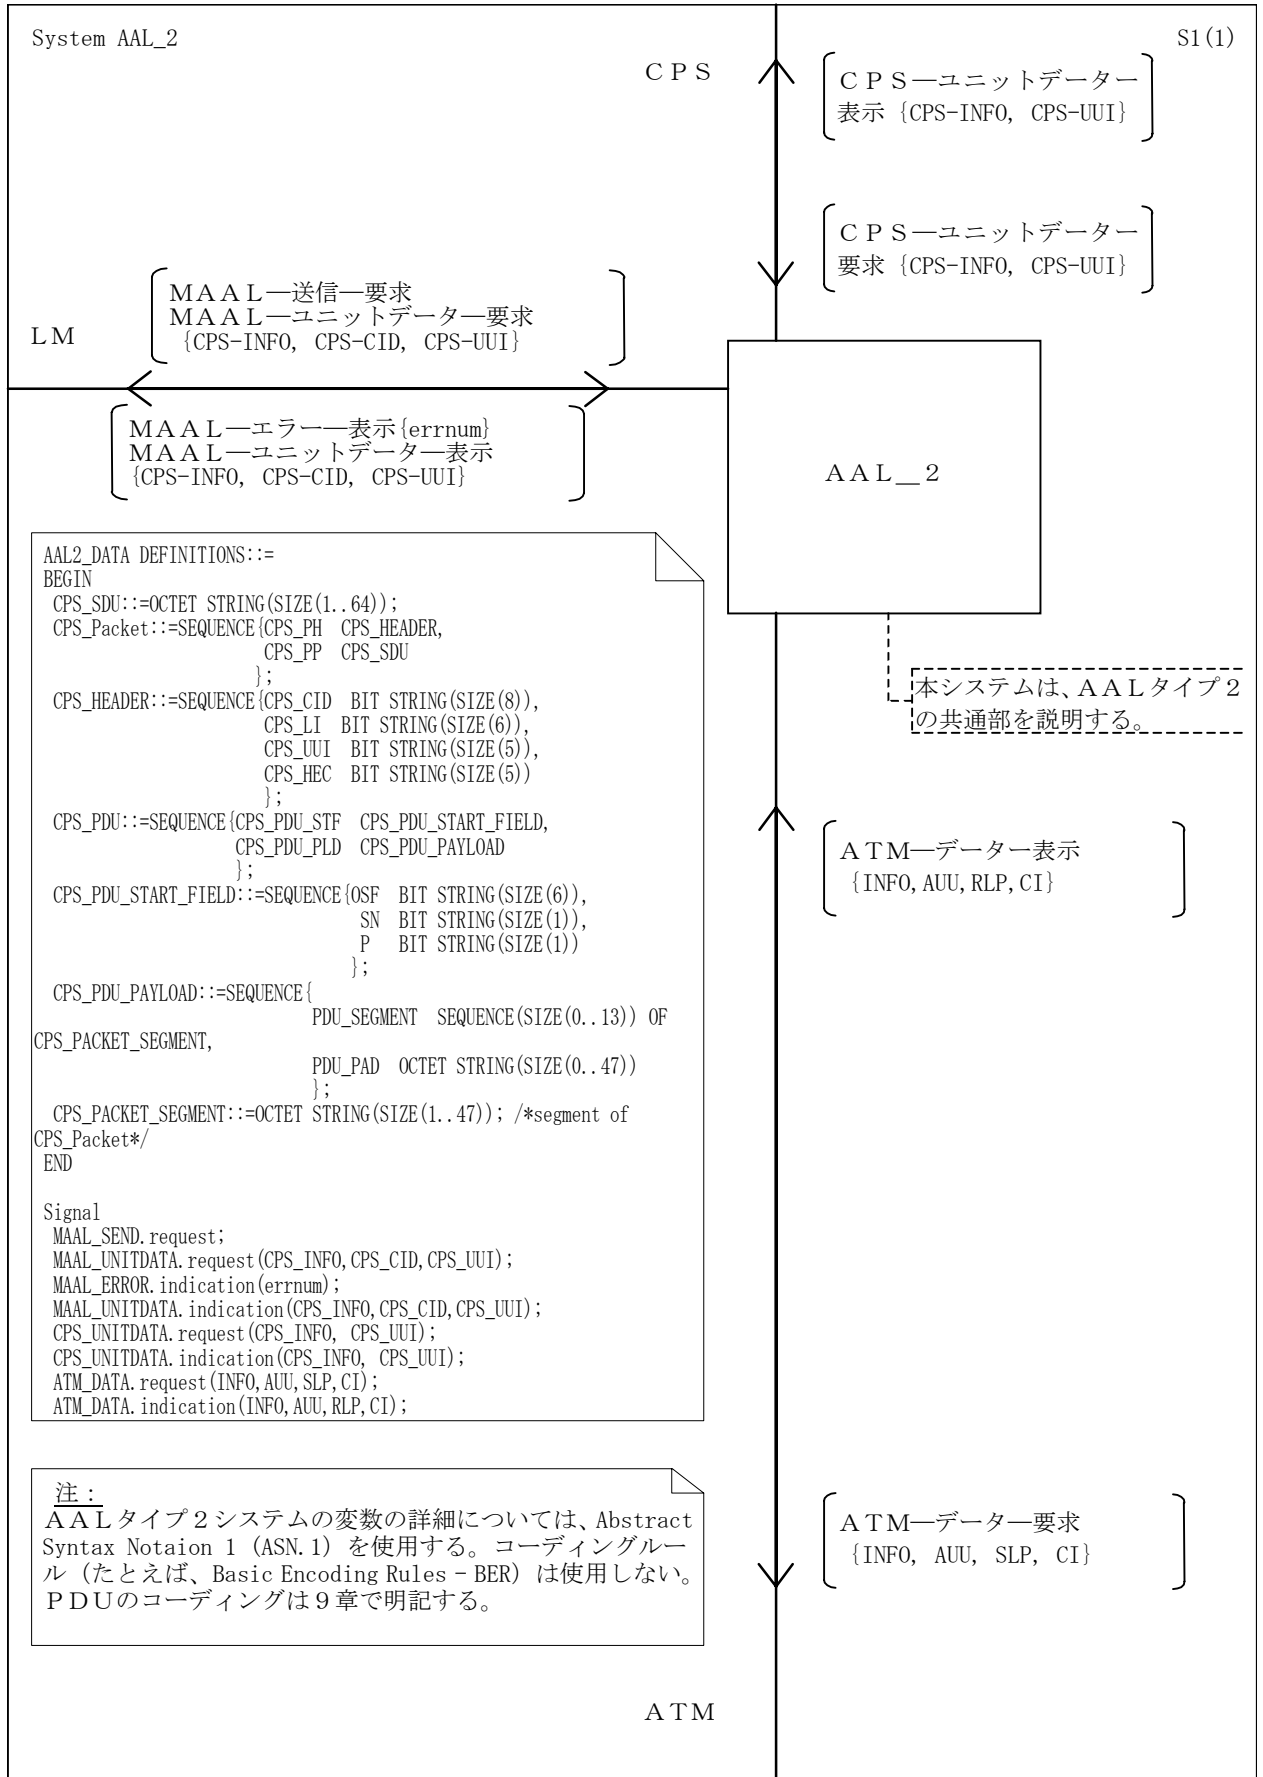 System AAL_2
S1(1)
ＣＰＳ
ＣＰＳ―ユニットデーター
表示 {CPS-INFO, CPS-UUI}
ＣＰＳ―ユニットデーター
要求 {CPS-INFO, CPS-UUI}
ＭＡＡＬ―送信―要求
ＭＡＡＬ―ユニットデータ―要求
{CPS-INFO, CPS-CID, CPS-UUI}
ＬＭ
ＭＡＡＬ―エラー―表示{errnum}
ＭＡＡＬ―ユニットデータ―表示
{CPS-INFO, CPS-CID, CPS-UUI}
ＡＡＬ＿２
本システムは、ＡＡＬタイプ２
の共通部を説明する。
AAL2_DATA DEFINITIONS::=
BEGIN
CPS_SDU::=OCTET STRING(SIZE(1..64));
CPS_Packet::=SEQUENCE{CPS_PH CPS_HEADER,
CPS_PP CPS_SDU
};
CPS_HEADER::=SEQUENCE{CPS_CID BIT STRING(SIZE(8)),
CPS_LI BIT STRING(SIZE(6)),
CPS_UUI BIT STRING(SIZE(5)),
CPS_HEC BIT STRING(SIZE(5))
};
CPS_PDU::=SEQUENCE{CPS_PDU_STF CPS_PDU_START_FIELD,
CPS_PDU_PLD CPS_PDU_PAYLOAD
};
CPS_PDU_START_FIELD::=SEQUENCE{OSF BIT STRING(SIZE(6)),
SN BIT STRING(SIZE(1)),
P BIT STRING(SIZE(1))
};
CPS_PDU_PAYLOAD::=SEQUENCE{
PDU_SEGMENT SEQUENCE(SIZE(0..13)) OF
CPS_PACKET_SEGMENT,
PDU_PAD OCTET STRING(SIZE(0..47))
};
CPS_PACKET_SEGMENT::=OCTET STRING(SIZE(1..47)); /*segment of
CPS_Packet*/
END
Signal
MAAL_SEND.request;
MAAL_UNITDATA.request(CPS_INFO,CPS_CID,CPS_UUI);
MAAL_ERROR.indication(errnum);
MAAL_UNITDATA.indication(CPS_INFO,CPS_CID,CPS_UUI);
CPS_UNITDATA.request(CPS_INFO, CPS_UUI);
CPS_UNITDATA.indication(CPS_INFO, CPS_UUI);
ATM_DATA.request(INFO,AUU,SLP,CI);
ATM_DATA.indication(INFO,AUU,RLP,CI);
ＡＴＭ―データー表示
{INFO,AUU,RLP,CI}
注：
ＡＡＬタイプ２システムの変数の詳細については、Abstract
Syntax Notaion 1 (ASN.1) を使用する。コーディングルー
ル（たとえば、Basic Encoding Rules－BER）は使用しない。
ＰＤＵのコーディングは９章で明記する。
ＡＴＭ―データ―要求
{INFO, AUU, SLP, CI}
ＡＴＭ